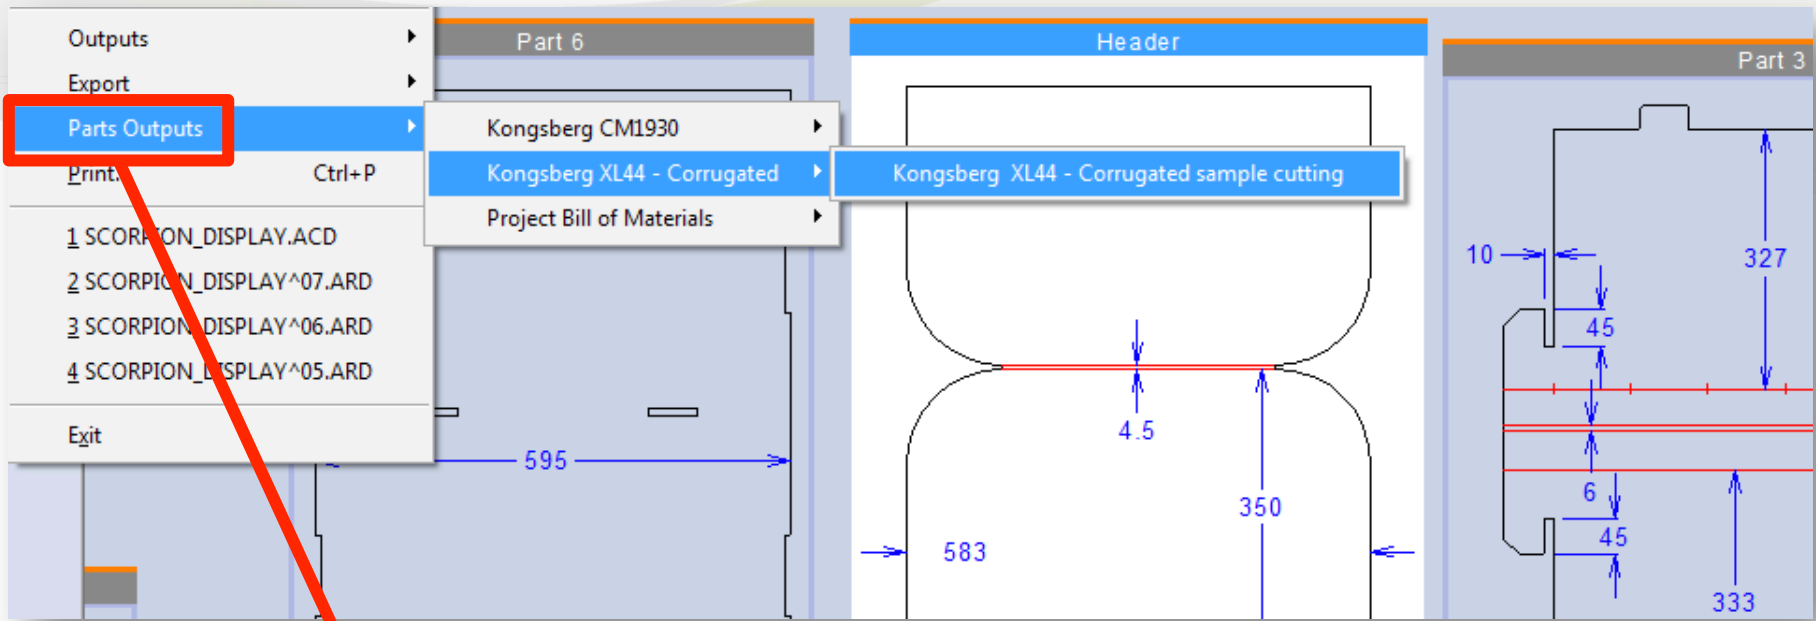 Outputs
Export
Parts Outputs
Print. Ctrl+P
1 SCORPION_DISPLAY.ACD
2 SCORPION_DISPLAY^07.ARD
3 SCORPION_DISPLAY^06.ARD
4 SCORPION_DISPLAY^05.ARD
Exit
Kongsberg CM1930
Kongsberg XL44 - Corrugated
Project Bill of Materials
Kongsberg XL44 - Corrugated sample cutting
Part 6
595
Header
4.5
350
583
Part 3
10
327
45
6
45
333